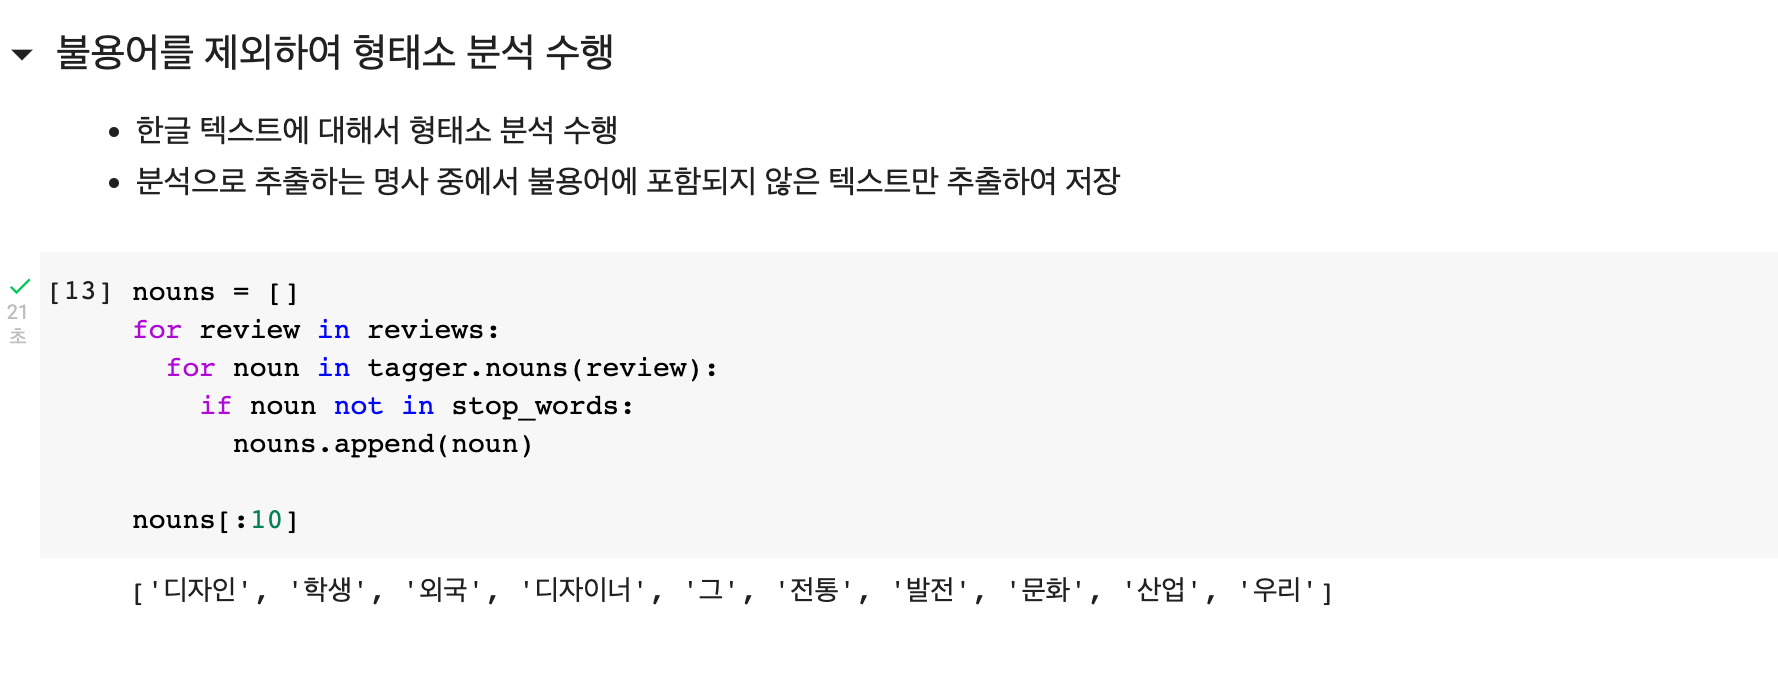 불용어를 제외하여 형태소 분석 수행
• 한글 텍스트에 대해서 형태소 분석 수행
• 분석으로 추출하는 명사 중에서 불용어에 포함되지 않은 텍스트만 추출하여 저장
[13] nouns = []
21
초
for review in reviews:
  for noun in tagger.nouns(review):
    if noun not in stop_words:
      nouns.append(noun)
nouns[:10]
['디자인', '학생', '외국', '디자이너', '그', '전통', '발전', '문화', '산업', '우리']